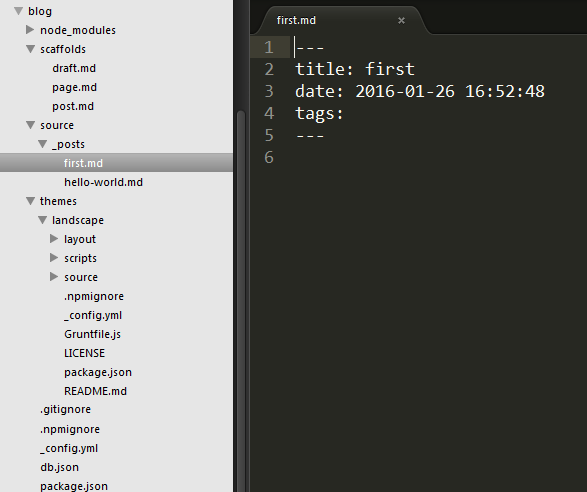 blog
node_modules
scaffolds
draft.md
page.md
post.md
source
_posts
first.md
hello-world.md
themes
landscape
layout
scripts
source
.npmignore
_config.yml
Gruntfile.js
LICENSE
package.json
README.md
.gitignore
.npmignore
_config.yml
db.json
package.json
first.md ×
1 ---
2 title: first
3 date: 2016-01-26 16:52:48
4 tags:
5 ---
6